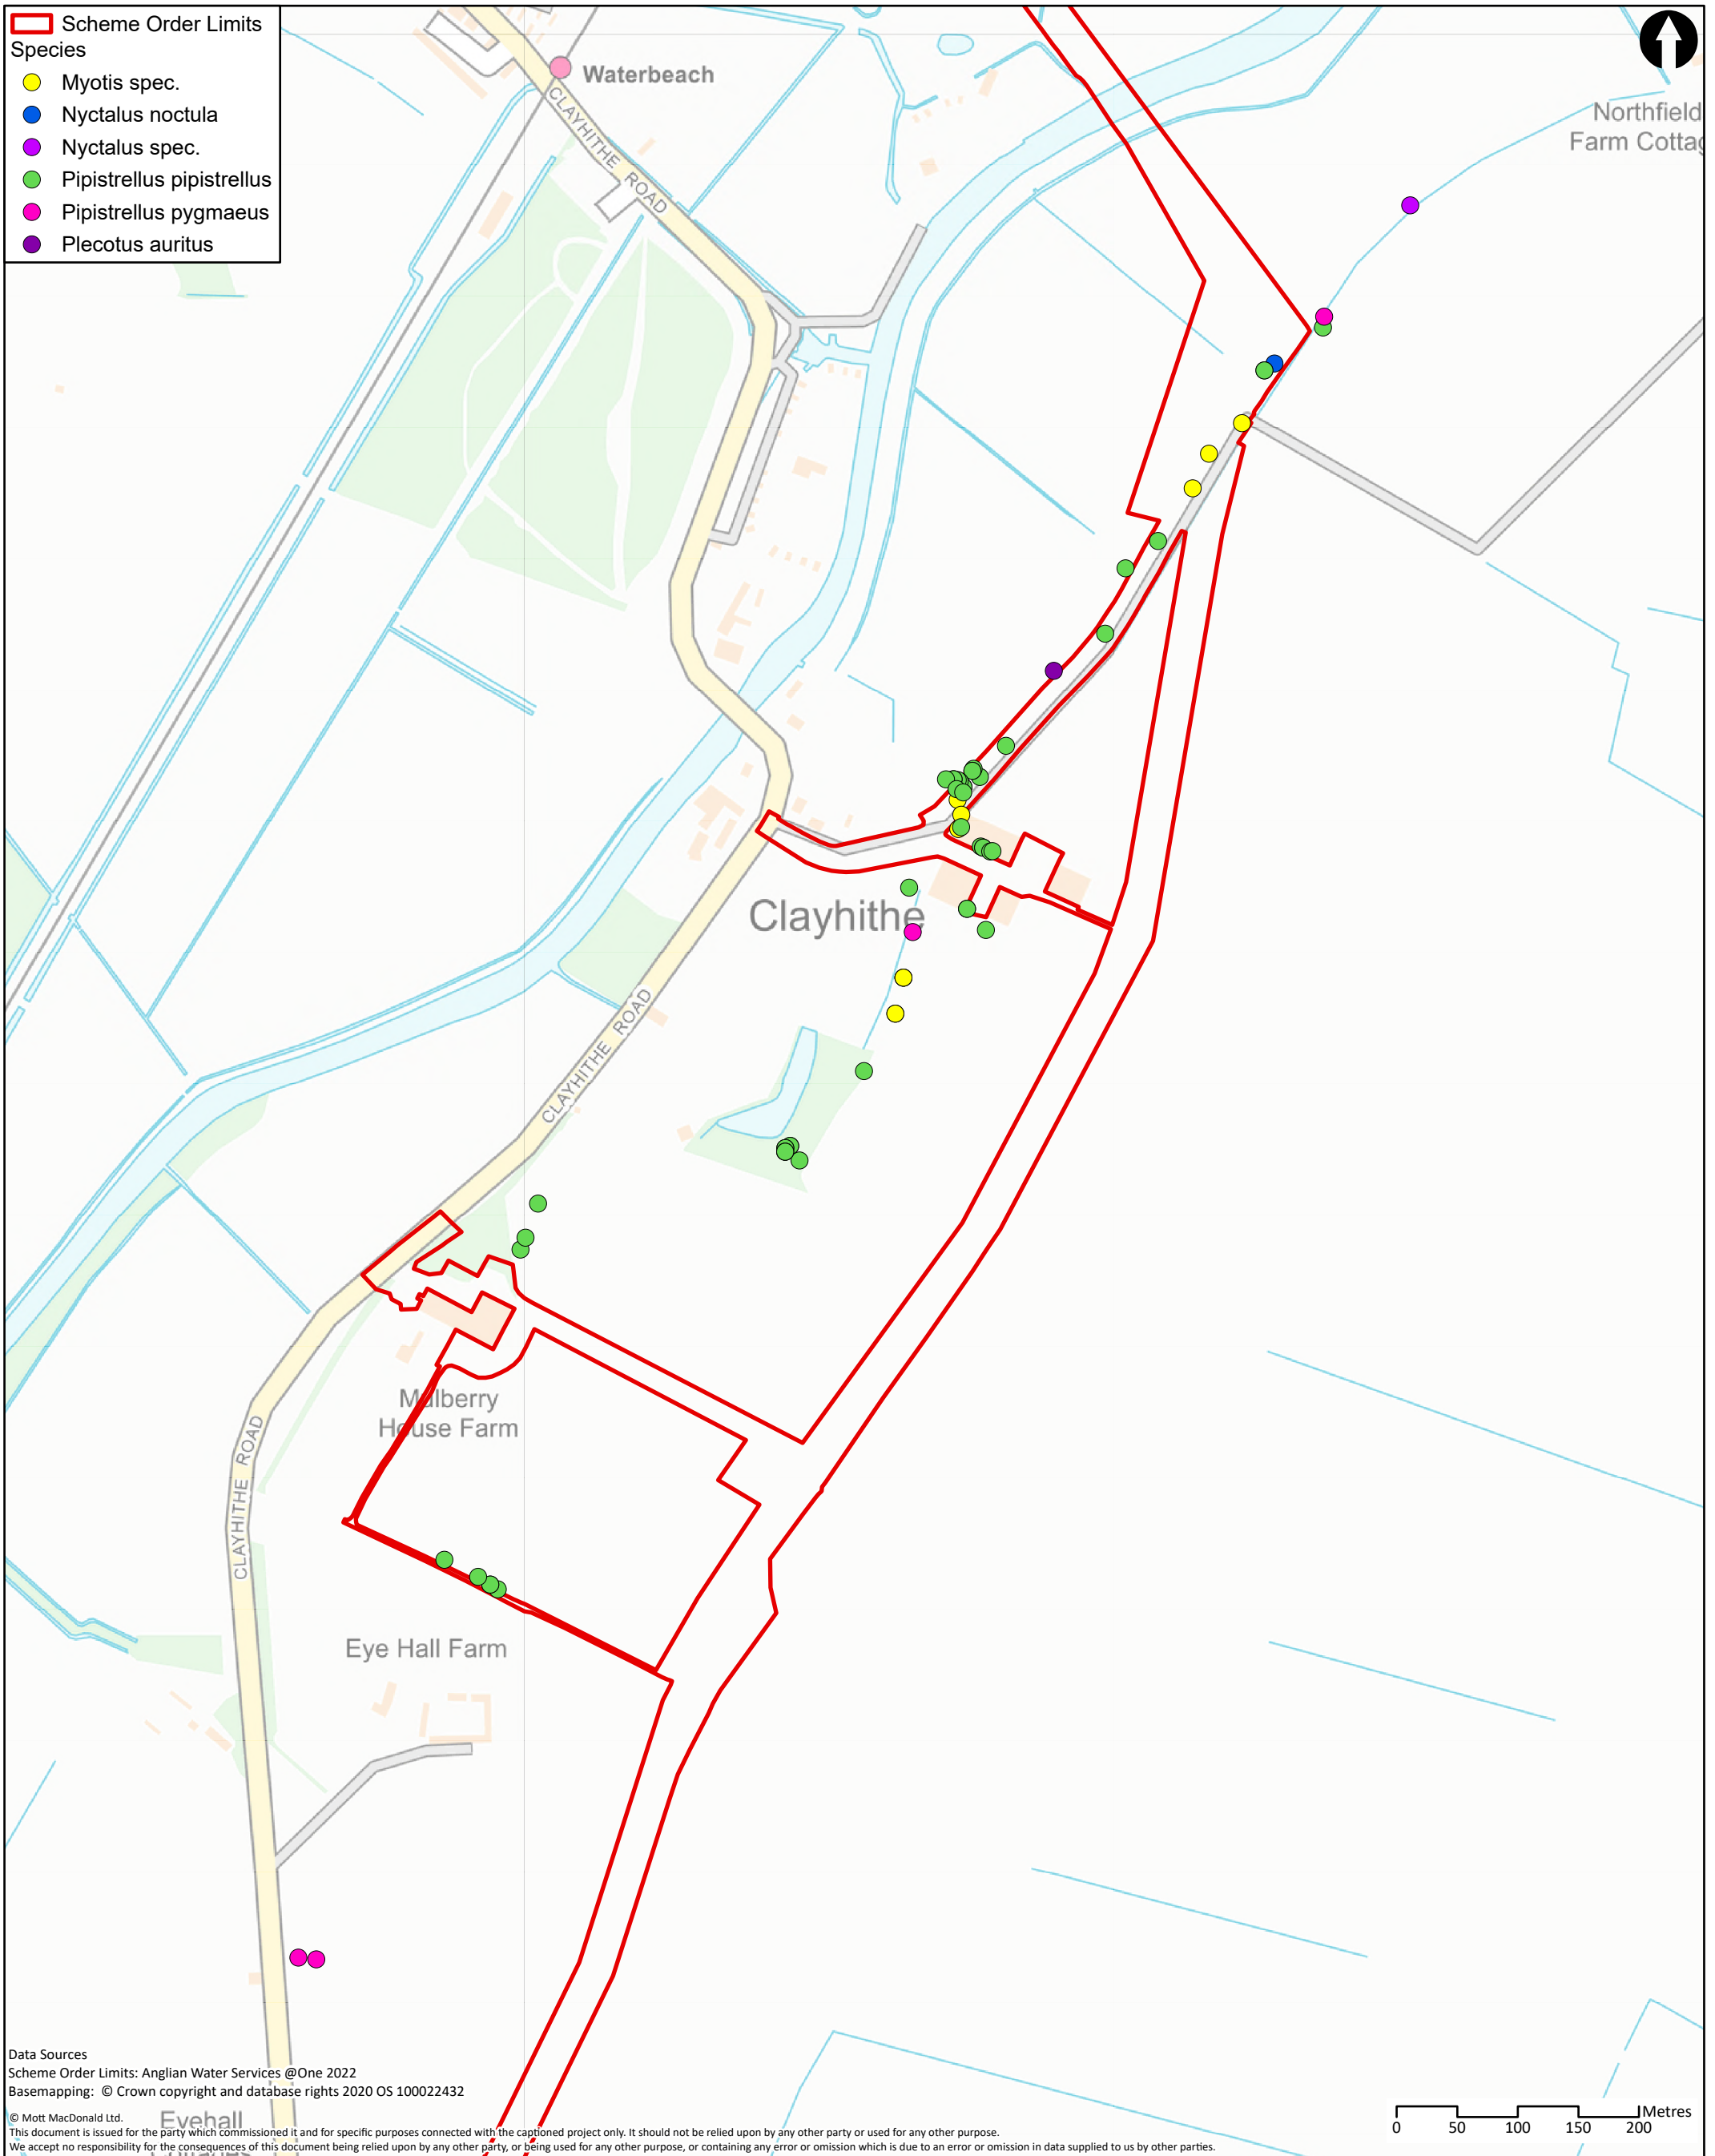 Scheme Order Limits
Species
Myotis spec.
Nyctalus noctula
Nyctalus spec.
Pipistrellus pipistrellus
Pipistrellus pygmaeus
Plecotus auritus
Waterbeach
CLAYHITHE ROAD
Northfield
Farm Cottag
Clayhithe
CLAYHITHE ROAD
Mulberry
House Farm
CLAYHITHE ROAD
Eye Hall Farm
Data Sources
Scheme Order Limits: Anglian Water Services @One 2022
Basemapping: © Crown copyright and database rights 2020 OS 100022432
Eyehall
© Mott MacDonald Ltd.
This document is issued for the party which commissioned it and for specific purposes connected with the captioned project only. It should not be relied upon by any other party or used for any other purpose.
We accept no responsibility for the consequences of this document being relied upon by any other party, or being used for any other purpose, or containing any error or omission which is due to an error or omission in data supplied to us by other parties.
Metres
0 50 100 150 200